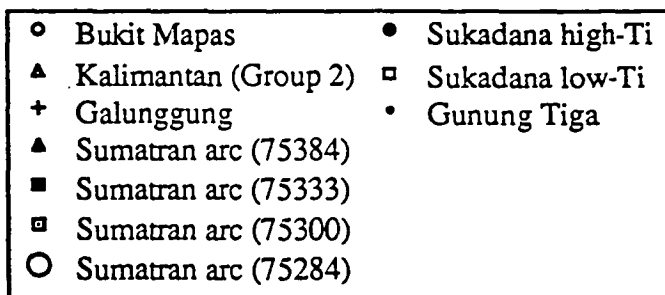 Bukit Mapas
Kalimantan (Group 2)
Galunggung
Sumatran arc (75384)
Sumatran arc (75333)
Sumatran arc (75300)
Sumatran arc (75284)
Sukadana high-Ti
Sukadana low-Ti
Gunung Tiga